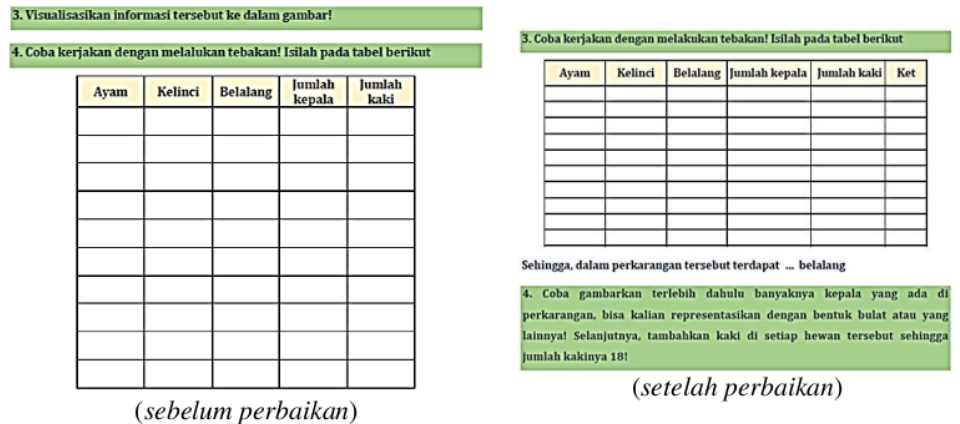 3. Visualisasikan informasi tersebut ke dalam gambar!
4. Coba kerjakan dengan melalukan tebakan! Isilah pada tabel berikut
Ayam Kelinci Belalang Jumlah kepala Jumlah kaki
(sebelum perbaikan)
3. Coba kerjakan dengan melakukan tebakan! Isilah pada tabel berikut
Ayam Kelinci Belalang Jumlah kepala Jumlah kaki Ket
Sehingga, dalam perkarangan tersebut terdapat ... belalang
4. Coba gambarkan terlebih dahulu banyaknya kepala yang ada di
perkarangan, bisa kalian representasikan dengan bentuk bulat atau yang
lainnya! Selanjutnya, tambahkan kaki di setiap hewan tersebut sehingga
jumlah kakinya 18!
(setelah perbaikan)